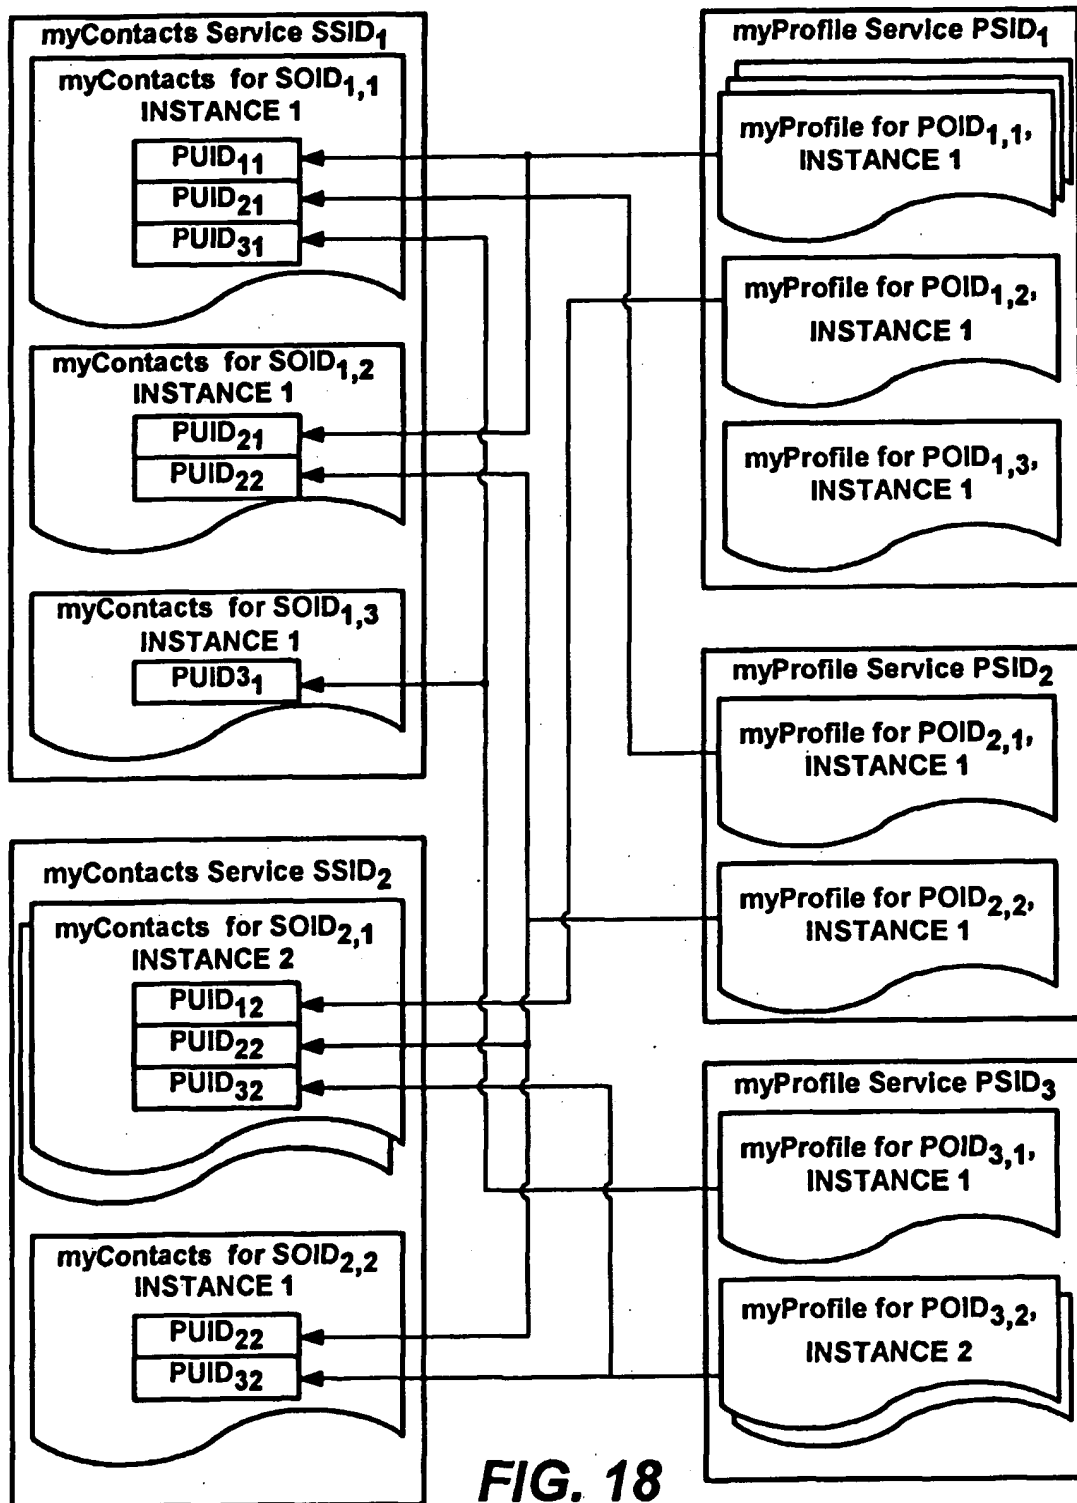 myContacts Service SSID₁
myContacts for SOID₁,₁
INSTANCE 1
PUID₁₁
PUID₂₁
PUID₃₁
myContacts for SOID₁,₂
INSTANCE 1
PUID₂₁
PUID₂₂
myContacts for SOID₁,₃
INSTANCE 1
PUID3₁
myContacts Service SSID₂
myContacts for SOID₂,₁
INSTANCE 2
PUID₁₂
PUID₂₂
PUID₃₂
myContacts for SOID₂,₂
INSTANCE 1
PUID₂₂
PUID₃₂
myProfile Service PSID₁
myProfile for POID₁,₁,
INSTANCE 1
myProfile for POID₁,₂,
INSTANCE 1
myProfile for POID₁,₃,
INSTANCE 1
myProfile Service PSID₂
myProfile for POID₂,₁,
INSTANCE 1
myProfile for POID₂,₂,
INSTANCE 1
myProfile Service PSID₃
myProfile for POID₃,₁,
INSTANCE 1
myProfile for POID₃,₂,
INSTANCE 2
FIG. 18